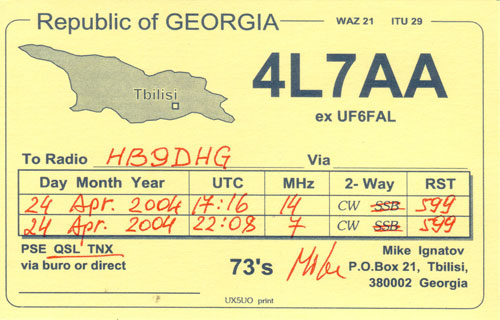 Republic of GEORGIA WAZ 21 ITU 29
4L7AA
Tbilisi
ex UF6FAL
To Radio HB9DHG Via
Day Month Year UTC MHz 2- Way RST
24 Apr. 2004 17:16 14 CW SSB 599
24 Apr. 2004 22:08 7 CW SSB 599
PSE QSL TNX
via buro or direct
73's Mike
Mike Ignatov
P.O.Box 21, Tbilisi,
380002 Georgia
UX5UO print